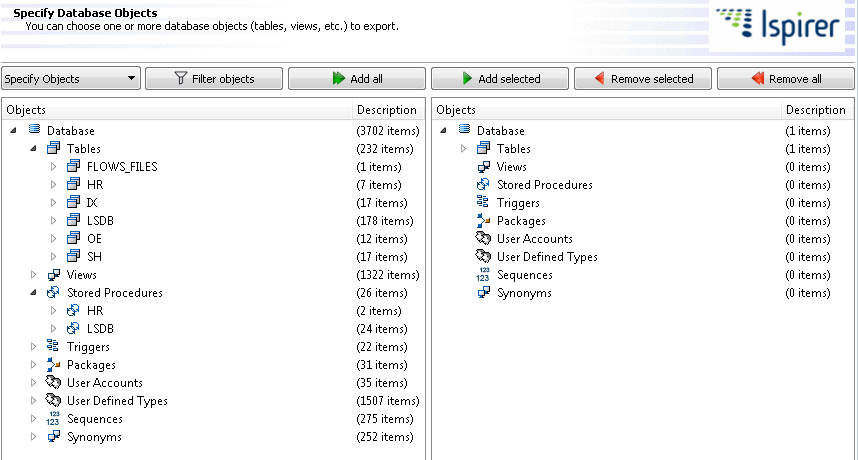 Specify Database Objects
You can choose one or more database objects (tables, views, etc.) to export.
Ispirer
Specify Objects Filter objects Add all Add selected Remove selected Remove all
Objects Description Objects Description
Database (3702 items) Database (1 items)
Tables (232 items) Tables (1 items)
FLOWS_FILES (1 items) Views (0 items)
HR (7 items) Stored Procedures (0 items)
IX (17 items) Triggers (0 items)
LSDB (178 items) Packages (0 items)
OE (12 items) User Accounts (0 items)
SH (17 items) User Defined Types (0 items)
Views (1322 items) 123 123 Sequences (0 items)
Stored Procedures (26 items) Synonyms (0 items)
HR (2 items)
LSDB (24 items)
Triggers (22 items)
Packages (31 items)
User Accounts (35 items)
User Defined Types (1507 items)
123 123 Sequences (275 items)
Synonyms (252 items)